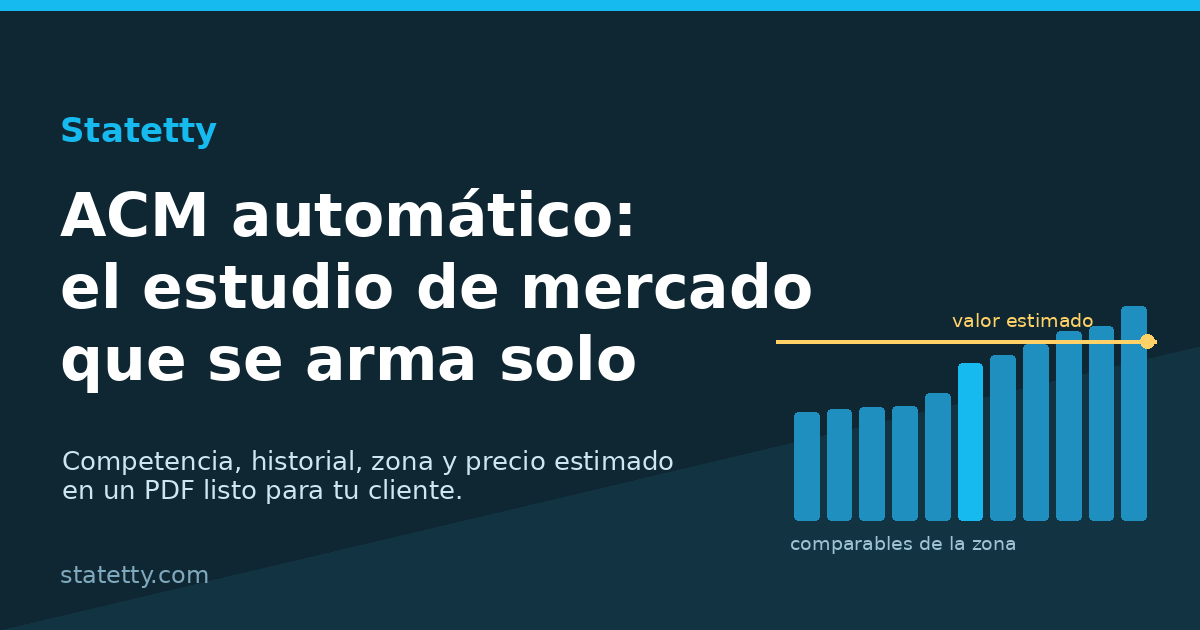 Statetty
ACM automático:
el estudio de mercado
que se arma solo
Competencia, historial, zona y precio estimado
en un PDF listo para tu cliente.
statetty.com
valor estimado
comparables de la zona